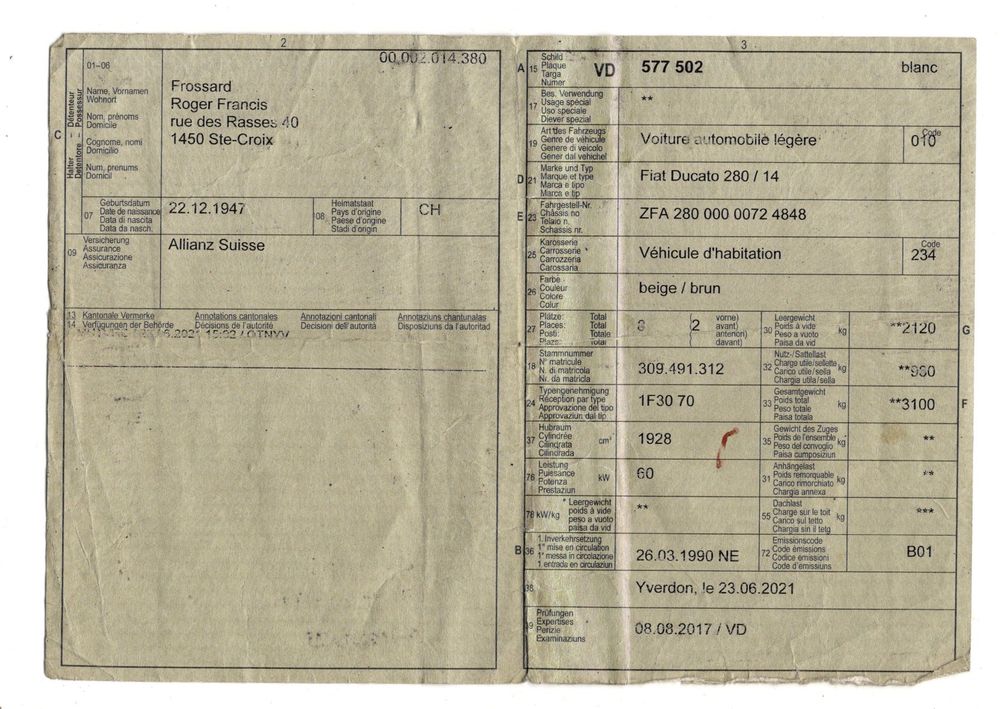 2
00.002.014.380
01–06
Name, Vornamen
Wohnort
Nom, prénoms
Domicile
Cognome, nomi
Domicilio
Num, prenums
Domicil
C
Halter – Détenteur
Detentore – Possessur
Frossard
Roger Francis
rue des Rasses 40
1450 Ste-Croix
07
Geburtsdatum
Date de naissance
Data di nascita
Data da nasch.
22.12.1947
08
Heimatstaat
Pays d'origine
Paese d'origine
Stadi d'origin
CH
09
Versicherung
Assurance
Assicurazione
Assicuranza
Allianz Suisse
13 Kantonale Vermerke Annotations cantonales Annotazioni cantonali Annotaziuns chantunalas
14 Verfügungen der Behörde Décisions de l'autorité Decisioni dell'autorità Disposiziuns da l'autoritad
3
A 15
Schild
Plaque
Targa
Numer
VD 577 502 blanc
17
Bes. Verwendung
Usage spécial
Uso speciale
Diever spezial
**
19
Art des Fahrzeugs
Genre de véhicule
Genere di veicolo
Gener dal vehichel
Voiture automobile légère
Code
010
D 21
Marke und Typ
Marque et type
Marca e tipo
Marca e tip
Fiat Ducato 280 / 14
E 23
Fahrgestell-Nr.
Châssis no
Telaio n.
Schassis nr.
ZFA 280 000 0072 4848
25
Karosserie
Carrosserie
Carrozzeria
Carossaria
Véhicule d'habitation
Code
234
26
Farbe
Couleur
Colore
Colur
beige / brun
27
Plätze: Total
Places: Total
Posti: Totale
Plazs: Total
2
vorne)
avant)
anteriori)
davant)
30
Leergewicht
Poids à vide
Peso a vuoto
Paisa da vid
kg
**2120
G
18
Stammnummer
N° matricule
N. di matricola
Nr. da matricla
309.491.312
32
Nutz-/Sattellast
Charge utile/sellette
Carico utile/sella
Chargia utila/sella
kg
**980
24
Typengenehmigung
Réception par type
Approvazione del tipo
Approvaziun dal tip
1F30 70
33
Gesamtgewicht
Poids total
Peso totale
Paisa totala
kg
**3100
F
37
Hubraum
Cylindrée
Cilindrata
Cilindrada
cm³
1928
35
Gewicht des Zuges
Poids de l'ensemble
Peso del convoglio
Paisa cumposiziun
kg
**
76
Leistung
Puissance
Potenza
Prestaziun
kW
60
31
Anhängelast
Poids remorquable
Carico rimorchiato
Chargia annexa
kg
**
78 kW/kg
Leergewicht
poids à vide
peso a vuoto
paisa da vid
**
55
Dachlast
Charge sur le toit
Carico sul tetto
Chargia sin il tetg
kg
***
B 36
1. Inverkehrsetzung
1re mise en circulation
1a messa in circolazione
1 entrada en circulaziun
26.03.1990 NE
72
Emissionscode
Code émissions
Codice emissioni
Code d'emissiuns
B01
38
Yverdon, le 23.06.2021
39
Prüfungen
Expertises
Perizie
Examinaziuns
08.08.2017 / VD